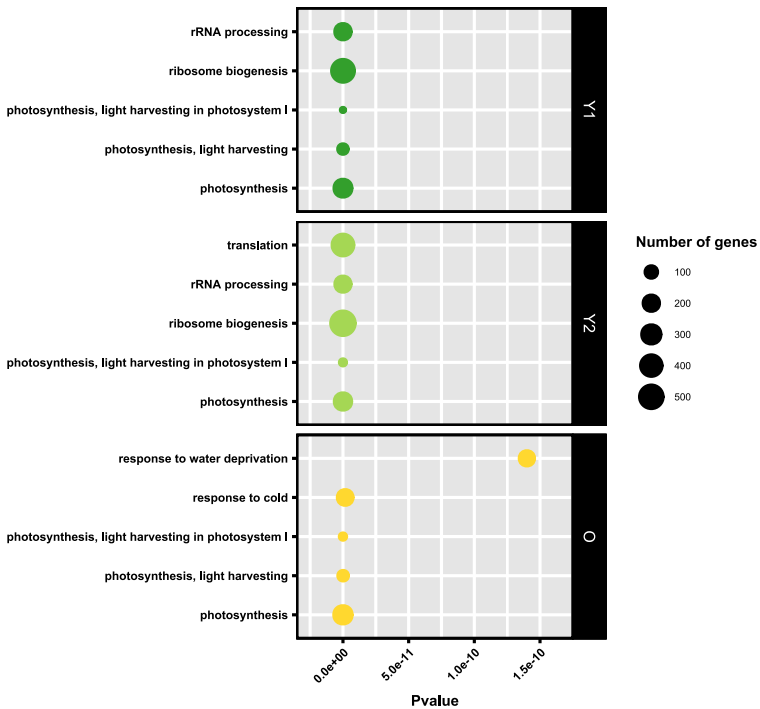 rRNA processing
ribosome biogenesis
photosynthesis, light harvesting in photosystem I
photosynthesis, light harvesting
photosynthesis
Y1
translation
rRNA processing
ribosome biogenesis
photosynthesis, light harvesting in photosystem I
photosynthesis
Y2
response to water deprivation
response to cold
photosynthesis, light harvesting in photosystem I
photosynthesis, light harvesting
photosynthesis
O
0.0e+00
5.0e-11
1.0e-10
1.5e-10
Pvalue
Number of genes
100
200
300
400
500